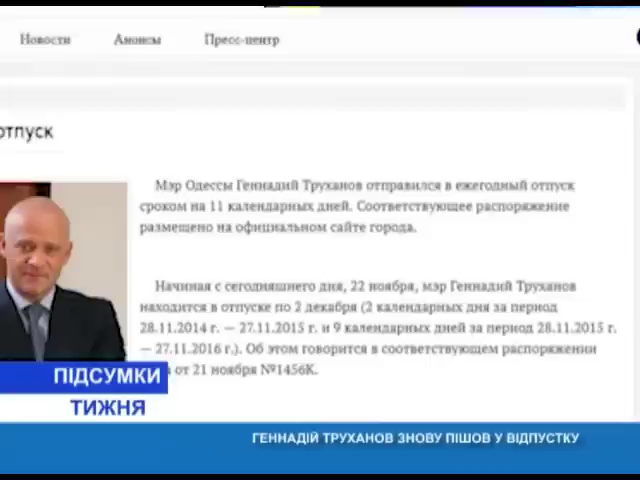 Новости Анонсы Пресс-центр
отпуск
Мэр Одессы Геннадий Труханов отправился в ежегодный отпуск
сроком на 11 календарных дней. Соответствующее распоряжение
размещено на официальном сайте города.
Начиная с сегодняшнего дня, 22 ноября, мэр Геннадий Труханов
находится в отпуске по 2 декабря (2 календарных дня за период
28.11.2014 г. — 27.11.2015 г. и 9 календарных дней за период 28.11.2015 г.
— 27.11.2016 г.). Об этом говорится в соответствующем распоряжении
от 21 ноября №1456К.
ПІДСУМКИ
ТИЖНЯ
ГЕННАДІЙ ТРУХАНОВ ЗНОВУ ПІШОВ У ВІДПУСТКУ